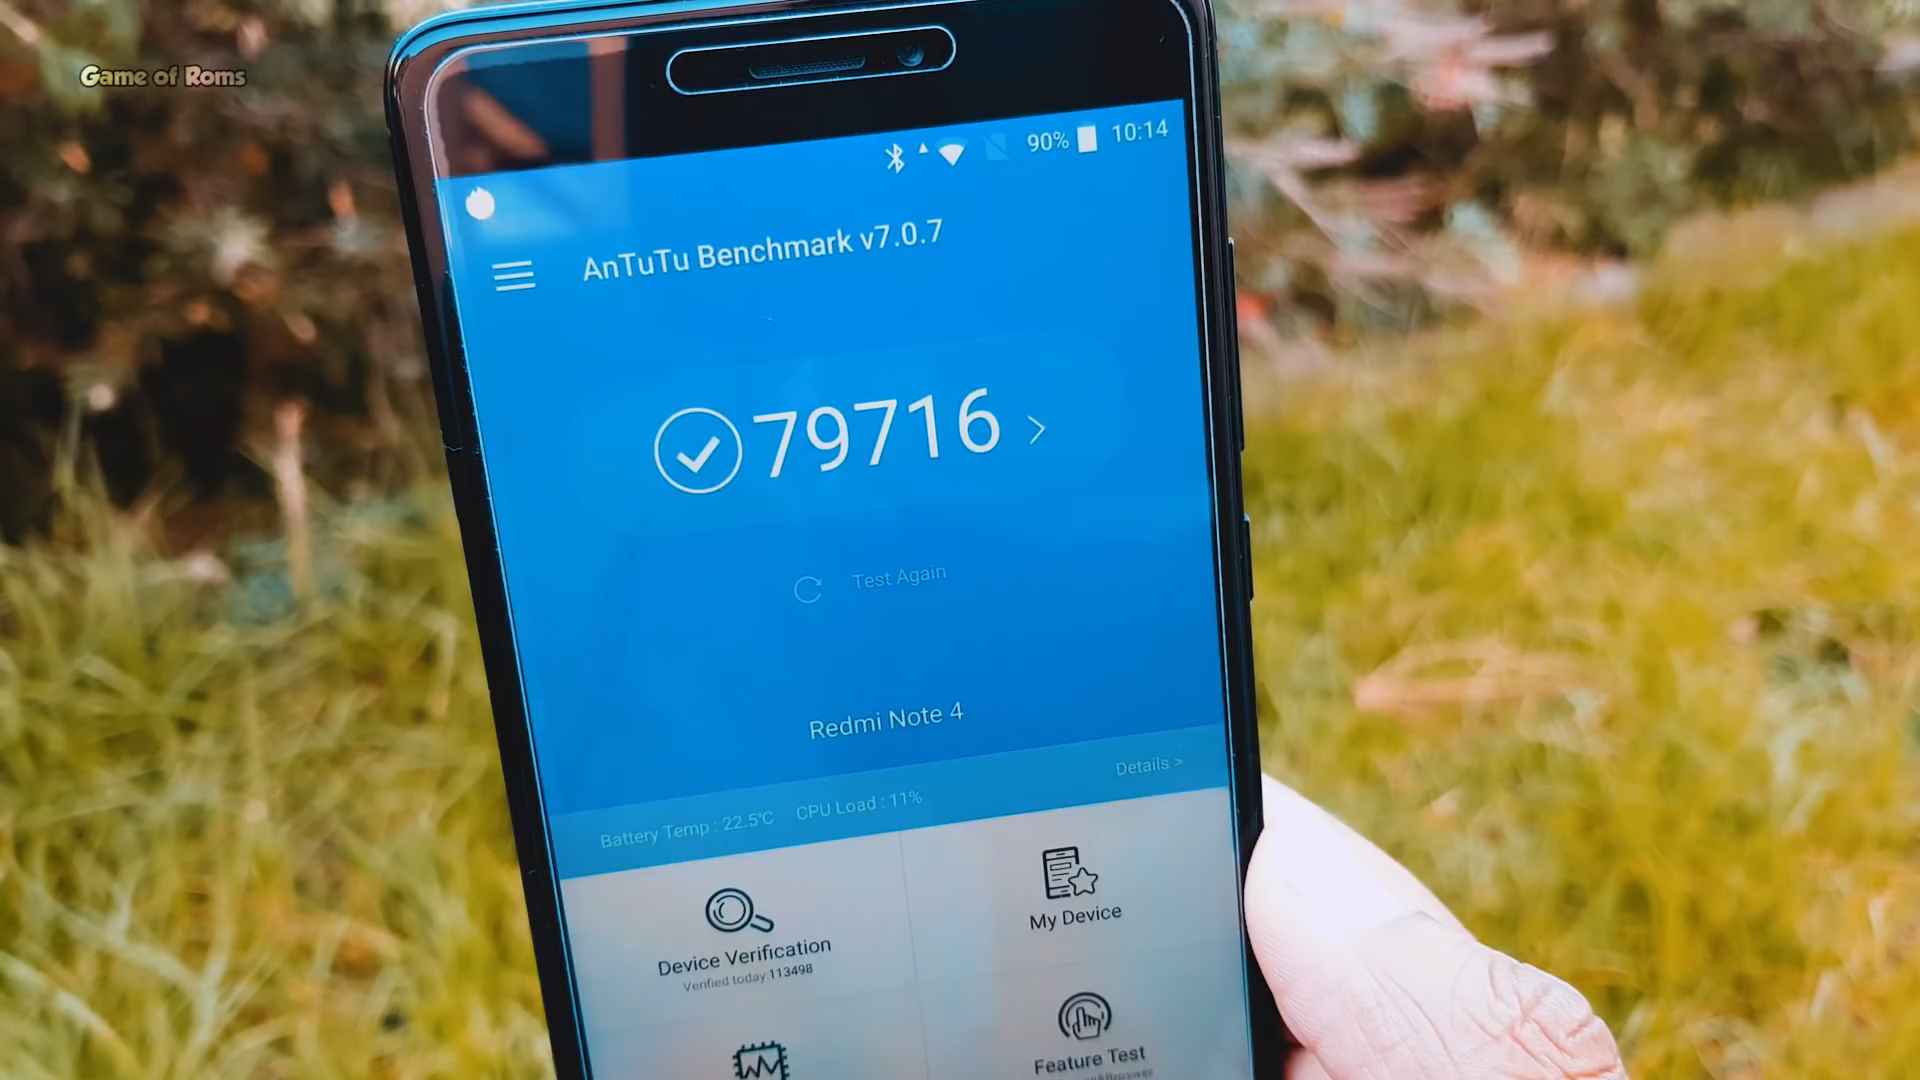 Game of Roms
90% 10:14
AnTuTu Benchmark v7.0.7
79716 >
Test Again
Redmi Note 4
Details >
Battery Temp : 22.5℃ CPU Load : 11%
My Device
Device Verification
Verified today:113498
Feature Test